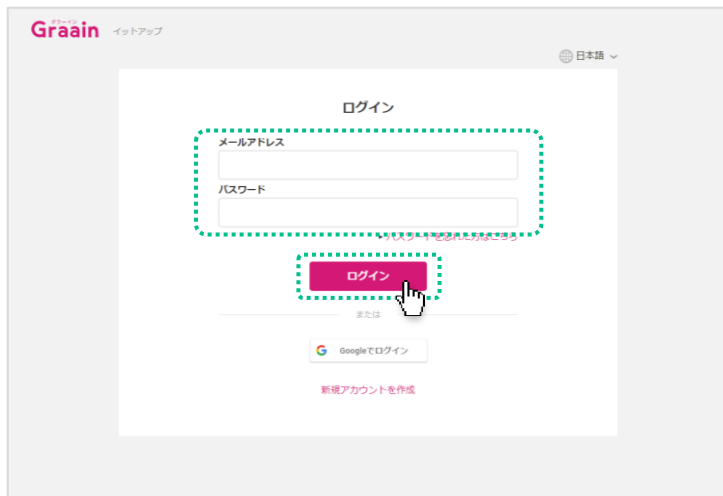 グラーイン
Graain イットアップ
日本語
ログイン
メールアドレス
パスワード
パスワードを忘れた方はこちら
ログイン
または
G Googleでログイン
新規アカウントを作成